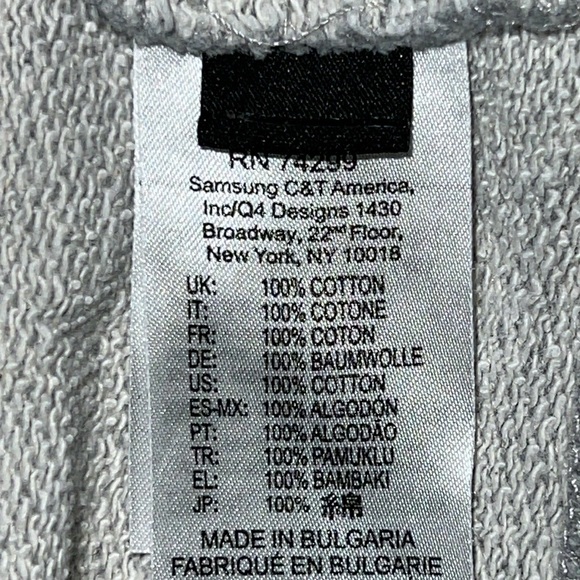 RN 74299
Samsung C&T America,
Inc/Q4 Designs 1430
Broadway, 22nd Floor,
New York, NY 10018
UK: 100% COTTON
IT: 100% COTONE
FR: 100% COTON
DE: 100% BAUMWOLLE
US: 100% COTTON
ES-MX: 100% ALGODÓN
PT: 100% ALGODÃO
TR: 100% PAMUKLU
EL: 100% BAMBAKI
JP: 100% 綿
MADE IN BULGARIA
FABRIQUÉ EN BULGARIE